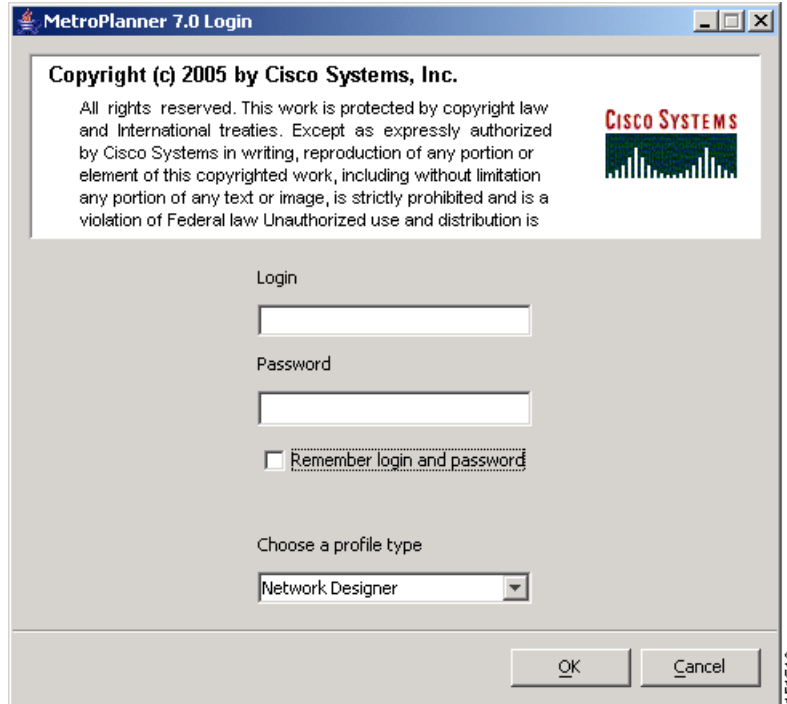 MetroPlanner 7.0 Login
Copyright (c) 2005 by Cisco Systems, Inc.
All rights reserved. This work is protected by copyright law
and International treaties. Except as expressly authorized
by Cisco Systems in writing, reproduction of any portion or
element of this copyrighted work, including without limitation
any portion of any text or image, is strictly prohibited and is a
violation of Federal law Unauthorized use and distribution is
CISCO SYSTEMS
Login
Password
Remember login and password
Choose a profile type
Network Designer
OK
Cancel